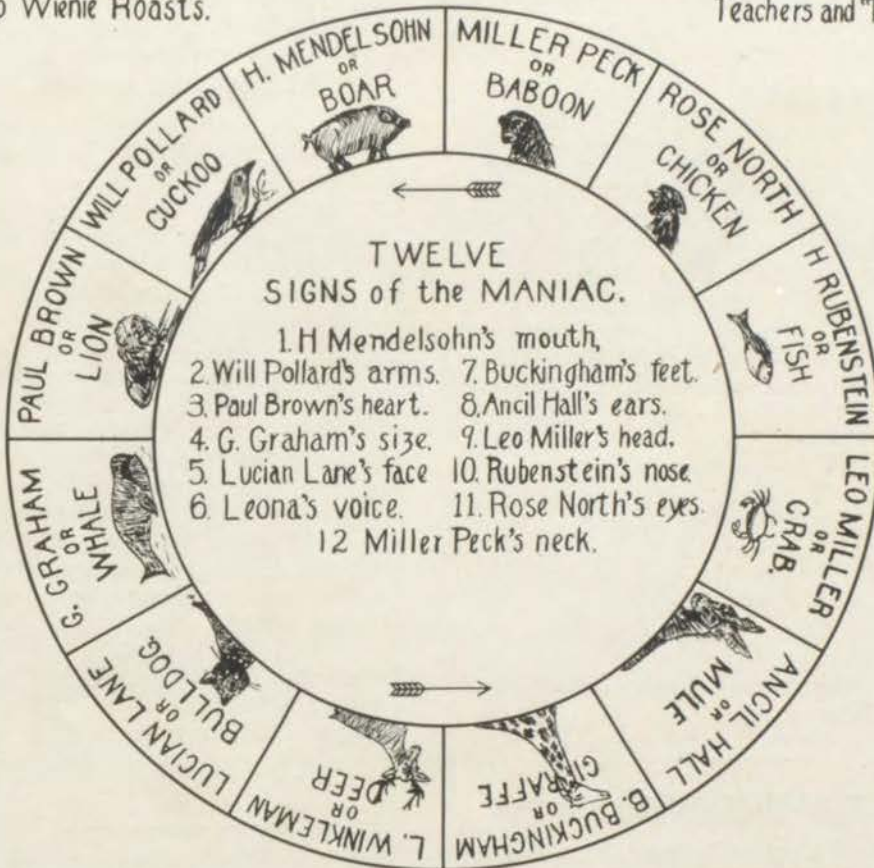 Wienie Roasts.
Teachers and
H. MENDELSOHN
OR
BOAR
MILLER PECK
OR
BABOON
ROSE NORTH
OR
CHICKEN
H RUBENSTEIN
OR
FISH
LEO MILLER
OR
CRAB.
ANCIL HALL
OR
MULE
B. BUCKINGHAM
OR
GIRAFFE
L. WINKLEMAN
OR
DEER
LUCIAN LANE
OR
BULLDOG.
G. GRAHAM
OR
WHALE
PAUL BROWN
OR
LION
WILL POLLARD
OR
CUCKOO
TWELVE
SIGNS of the MANIAC.
1. H Mendelsohn's mouth,
2. Will Pollard's arms. 7. Buckingham's feet.
3. Paul Brown's heart. 8. Ancil Hall's ears.
4. G. Graham's size. 9. Leo Miller's head.
5. Lucian Lane's face 10. Rubenstein's nose.
6. Leona's voice. 11. Rose North's eyes.
12 Miller Peck's neck.